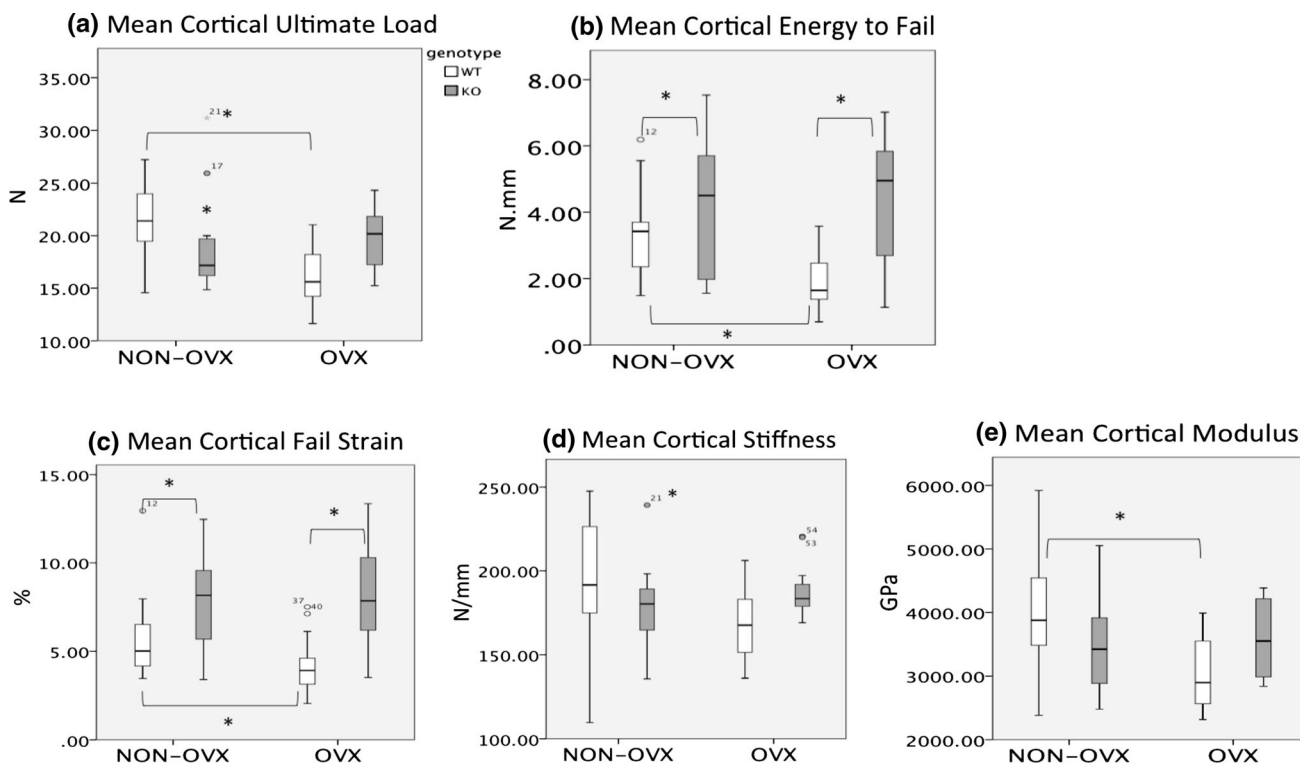 (a) Mean Cortical Ultimate Load
genotype
WT
KO
N
35.00
30.00
25.00
20.00
15.00
10.00
21 *
17
*
NON-OVX OVX
(b) Mean Cortical Energy to Fail
N.mm
8.00
6.00
4.00
2.00
.00
* *
12
*
NON-OVX OVX
(c) Mean Cortical Fail Strain
%
15.00
10.00
5.00
.00
*
12
*
37 40
*
NON-OVX OVX
(d) Mean Cortical Stiffness
N/mm
250.00
200.00
150.00
100.00
21 *
54
53
NON-OVX OVX
(e) Mean Cortical Modulus
GPa
6000.00
5000.00
4000.00
3000.00
2000.00
*
NON-OVX OVX